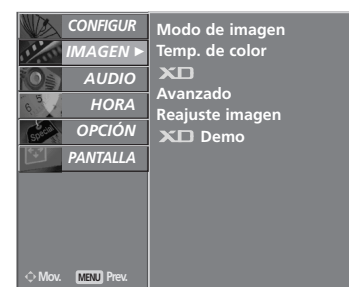 CONFIGUR
IMAGEN ►
AUDIO
HORA
OPCIÓN
PANTALLA
Modo de imagen
Temp. de color
XD
Avanzado
Reajuste imagen
XD Demo
Mov. MENU Prev.